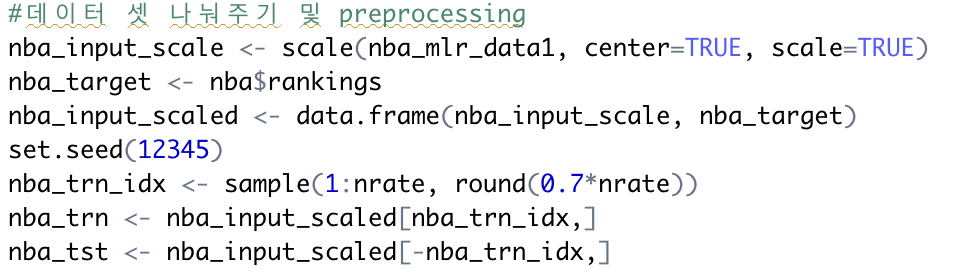 #데이터 셋 나눠주기 및 preprocessing
nba_input_scale <- scale(nba_mlr_data1, center=TRUE, scale=TRUE)
nba_target <- nba$rankings
nba_input_scaled <- data.frame(nba_input_scale, nba_target)
set.seed(12345)
nba_trn_idx <- sample(1:nrate, round(0.7*nrate))
nba_trn <- nba_input_scaled[nba_trn_idx,]
nba_tst <- nba_input_scaled[-nba_trn_idx,]